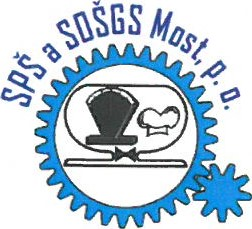 SPŠ a SOŠGS Most, p. o.